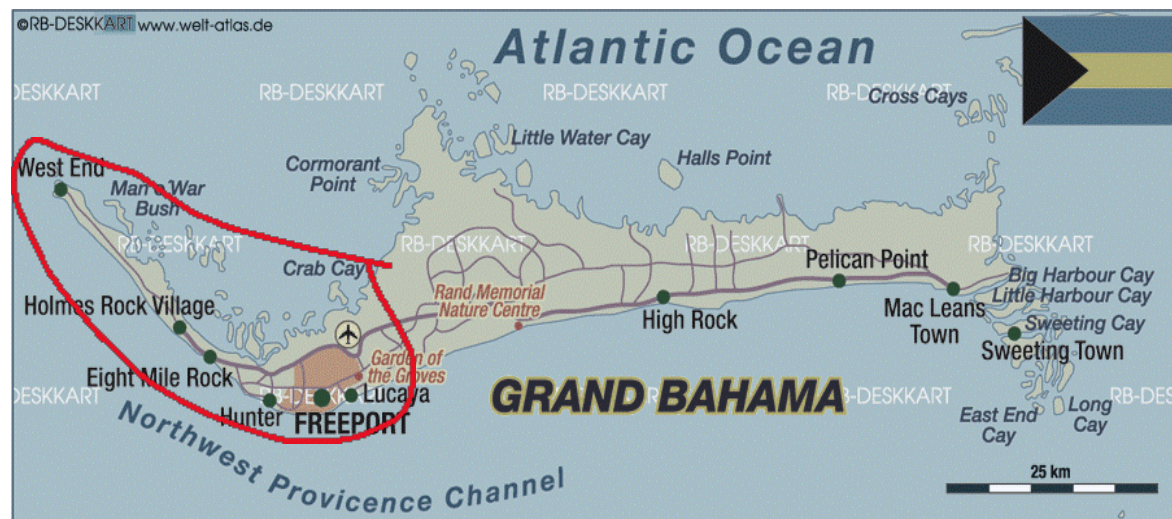 ©RB-DESKKART www.welt-atlas.de
Atlantic Ocean
DESKKART
RB-DESKKART
RB-DESKKART
RB-DESKKART
Cross Cays
Little Water Cay
Cormorant
Point
Halls Point
West End
Man o War
Bush
RB-DESKKART
RB-DESKKART
RB-DESKKART
RB-DESKKART
Crab Cay
Pelican Point
Big Harbour Cay
Little Harbour Cay
Holmes Rock Village
Rand Memorial
Nature Centre
High Rock
Mac Leans
Town
Sweeting Cay
Sweeting Town
Eight Mile Rock
Garden of
the Groves
DESKKART
RB-DESKKART
Lucaya
Hunter
FREEPORT
GRAND BAHAMA
RB-DESKKART
RB-DES
East End
Cay
Long
Cay
Northwest Provicence Channel
25 km